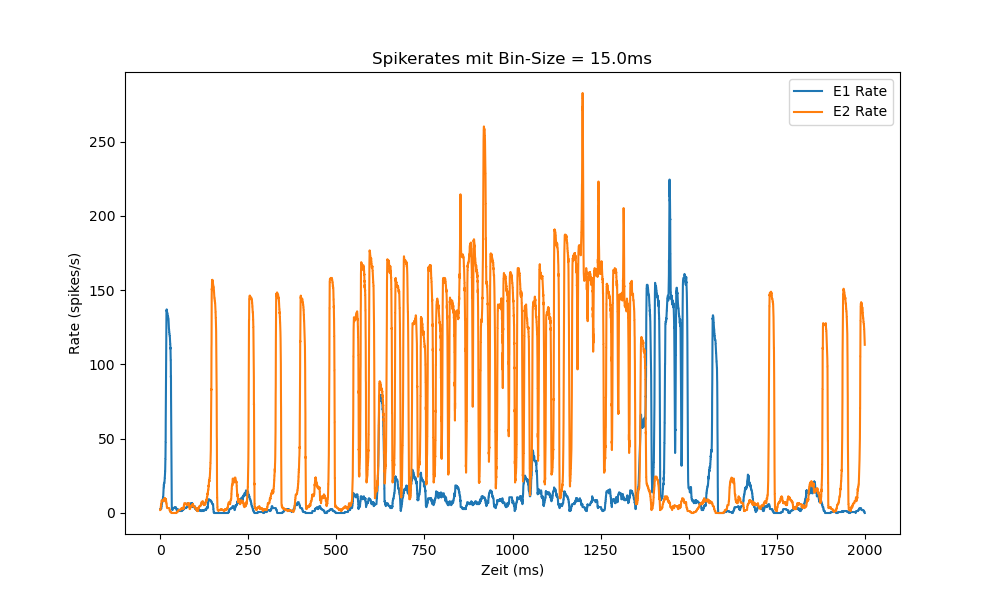 Spikerates mit Bin-Size = 15.0ms
E1 Rate
E2 Rate
Rate (spikes/s)
250
200
150
100
50
0
0 250 500 750 1000 1250 1500 1750 2000
Zeit (ms)